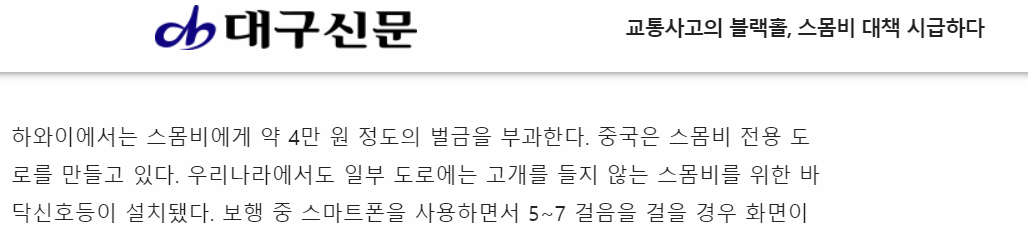 대구신문
교통사고의 블랙홀, 스몸비 대책 시급하다
하와이에서는 스몸비에게 약 4만 원 정도의 벌금을 부과한다. 중국은 스몸비 전용 도
로를 만들고 있다. 우리나라에서도 일부 도로에는 고개를 들지 않는 스몸비를 위한 바
닥신호등이 설치됐다. 보행 중 스마트폰을 사용하면서 5~7 걸음을 걸을 경우 화면이